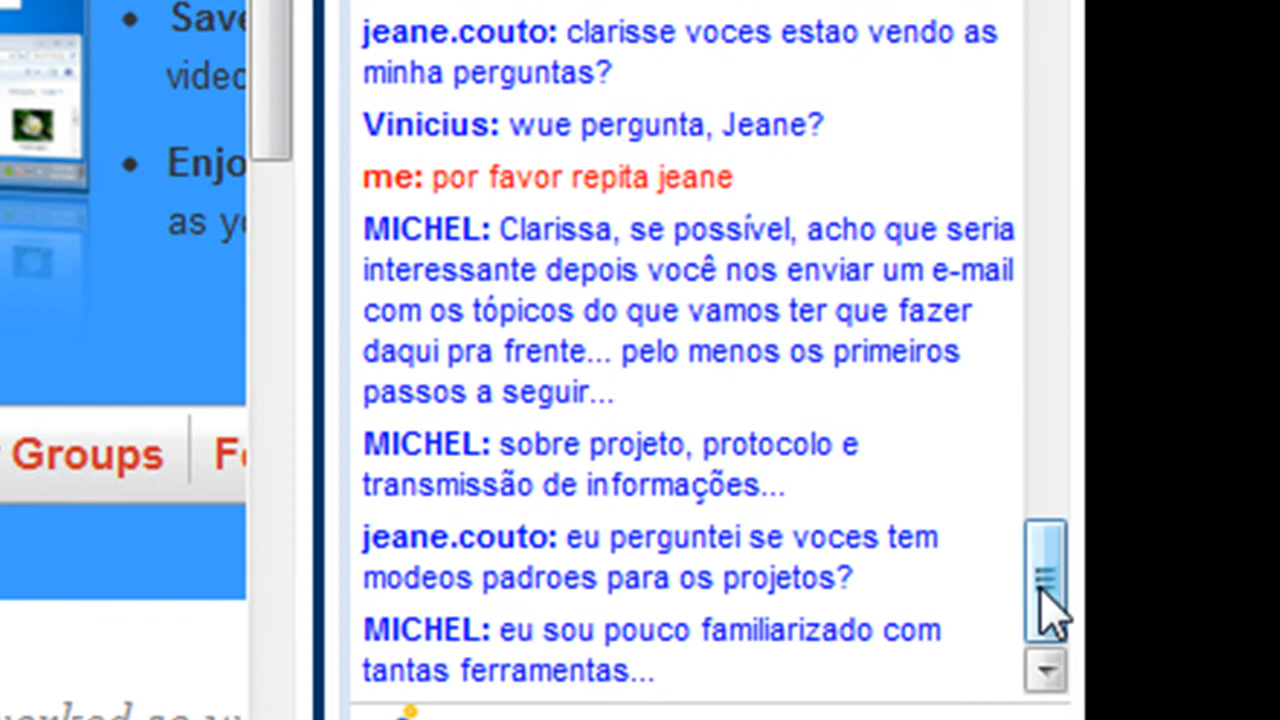 Save
video
Enjo
as yo
Groups
jeane.couto: clarisse voces estao vendo as
minha perguntas?
Vinicius: wue pergunta, Jeane?
me: por favor repita jeane
MICHEL: Clarissa, se possível, acho que seria
interessante depois você nos enviar um e-mail
com os tópicos do que vamos ter que fazer
daqui pra frente... pelo menos os primeiros
passos a seguir...
MICHEL: sobre projeto, protocolo e
transmissão de informações...
jeane.couto: eu perguntei se voces tem
modeos padroes para os projetos?
MICHEL: eu sou pouco familiarizado com
tantas ferramentas...